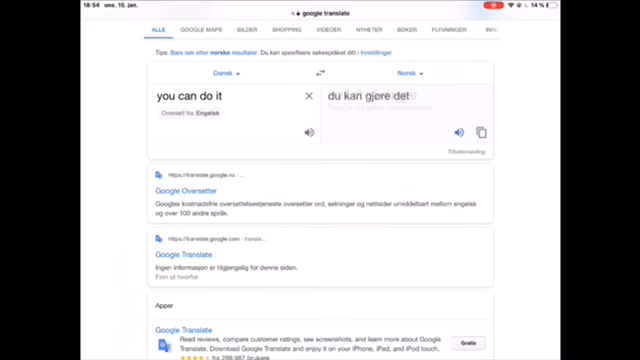 18:54 ons. 15. jan.
14 %
google translate
ALLE GOOGLE MAPS BILDER SHOPPING VIDEOER NYHETER BØKER FLYVNINGER
Tips: Bare søk etter norske resultater. Du kan spesifisere søkespråket ditt i Innstillinger
Dansk Norsk
you can do it
du kan gjøre det
Oversett fra: Engelsk
Tilbakemelding
https://translate.google.no
Google Oversetter
Googles kostnadsfrie oversettelsestjeneste oversetter ord, setninger og nettsider umiddelbart mellom engelsk
og over 100 andre språk.
https://translate.google.com › transla...
Google Translate
Ingen informasjon er tilgjengelig for denne siden.
Finn ut hvorfor
Apper
Google Translate
Read reviews, compare customer ratings, see screenshots, and learn more about Google
Translate. Download Google Translate and enjoy it on your iPhone, iPad, and iPod touch.
Gratis